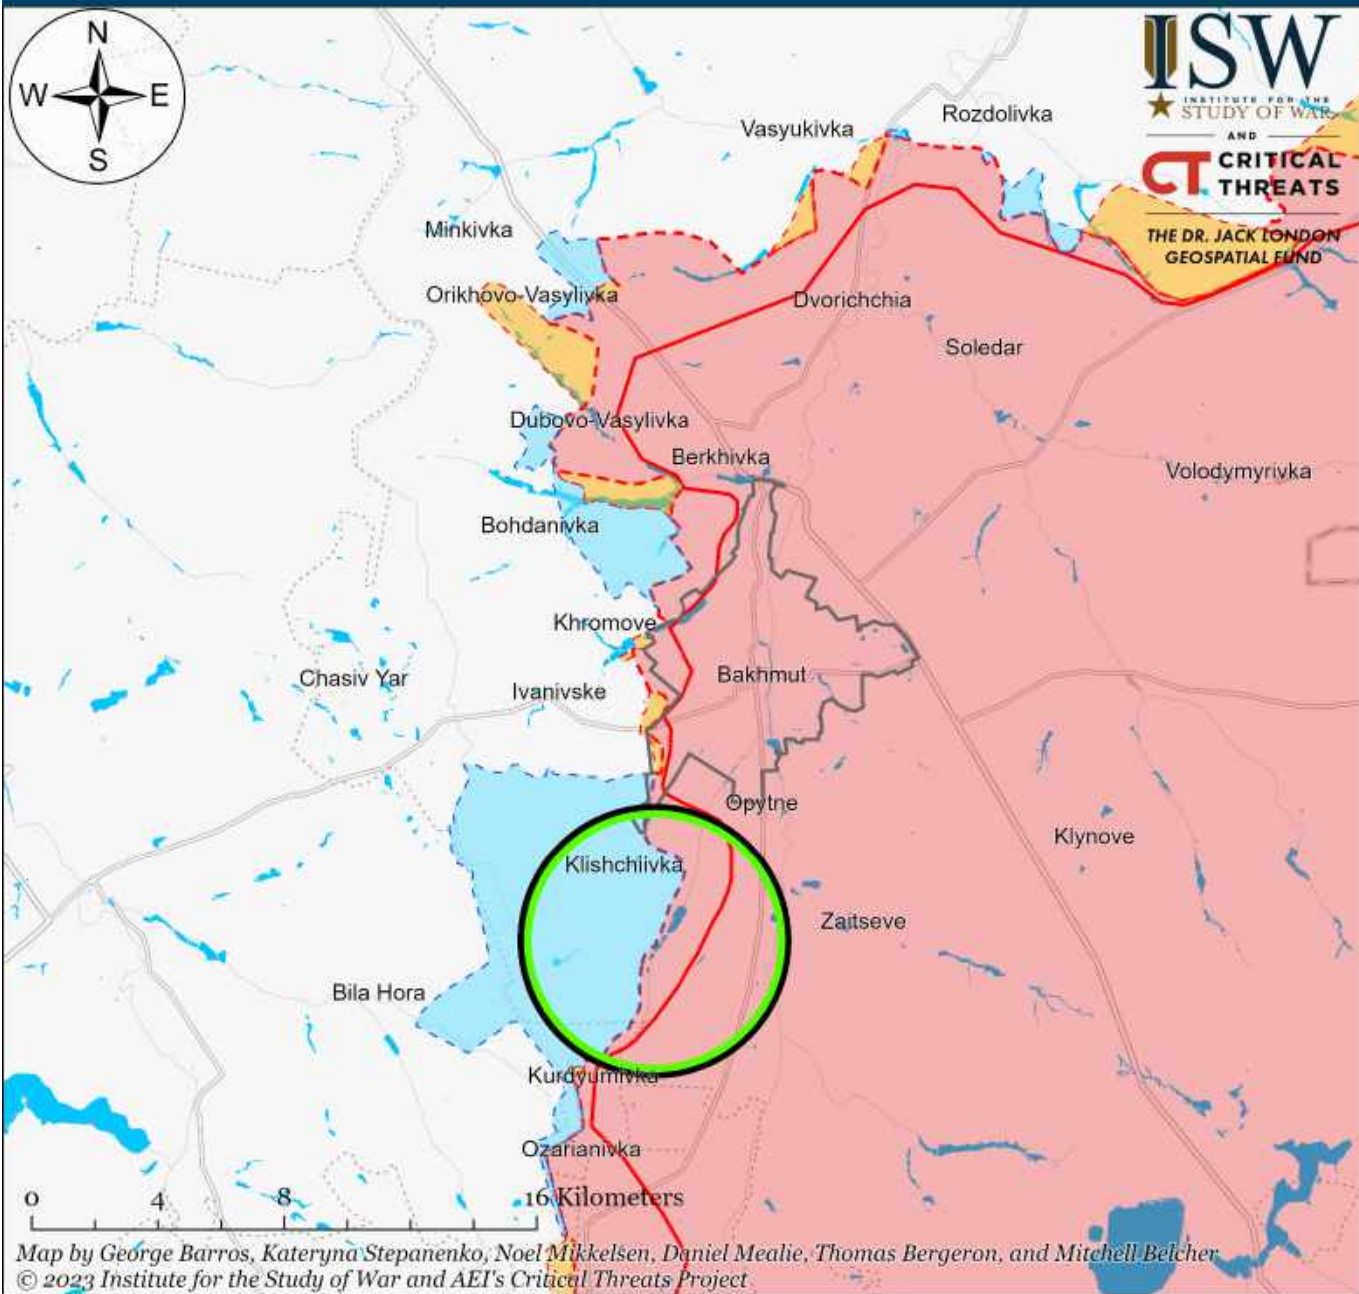 N
W E
S
ISW
INSTITUTE FOR THE
STUDY OF WAR
AND
CT CRITICAL
THREATS
THE DR. JACK LONDON
GEOSPATIAL FUND
Rozdolivka
Vasyukivka
Minkivka
Orikhovo-Vasylivka
Dvorichchia
Soledar
Dubovo-Vasylivka
Berkhivka
Volodymyrivka
Bohdanivka
Khromove
Chasiv Yar
Ivanivske
Bakhmut
Opytne
Klynove
Klishchiivka
Zaitseve
Bila Hora
Kurdyumivka
Ozarianivka
0 4 8 16 Kilometers
Map by George Barros, Kateryna Stepanenko, Noel Mikkelsen, Daniel Mealie, Thomas Bergeron, and Mitchell Belcher
© 2023 Institute for the Study of War and AEI's Critical Threats Project